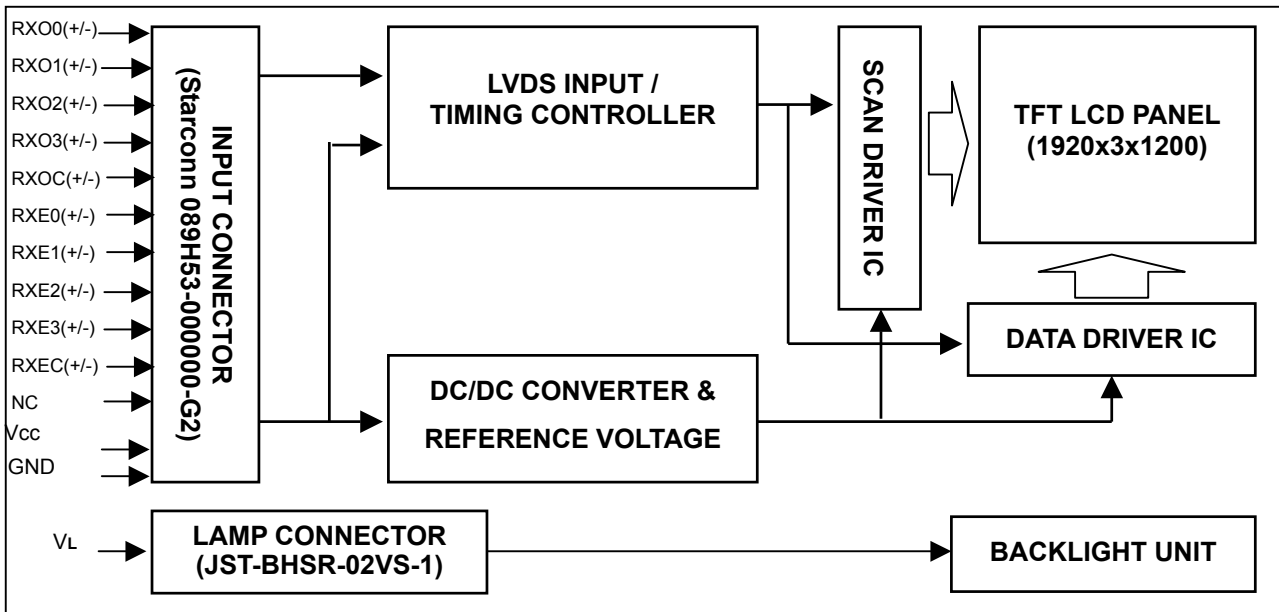 RXO0(+/-)
RXO1(+/-)
RXO2(+/-)
RXO3(+/-)
RXOC(+/-)
RXE0(+/-)
RXE1(+/-)
RXE2(+/-)
RXE3(+/-)
RXEC(+/-)
NC
Vcc
GND
VL
INPUT CONNECTOR
(Starconn 089H53-000000-G2)
LVDS INPUT /
TIMING CONTROLLER
SCAN DRIVER IC
TFT LCD PANEL
(1920x3x1200)
DATA DRIVER IC
DC/DC CONVERTER &
REFERENCE VOLTAGE
LAMP CONNECTOR
(JST-BHSR-02VS-1)
BACKLIGHT UNIT